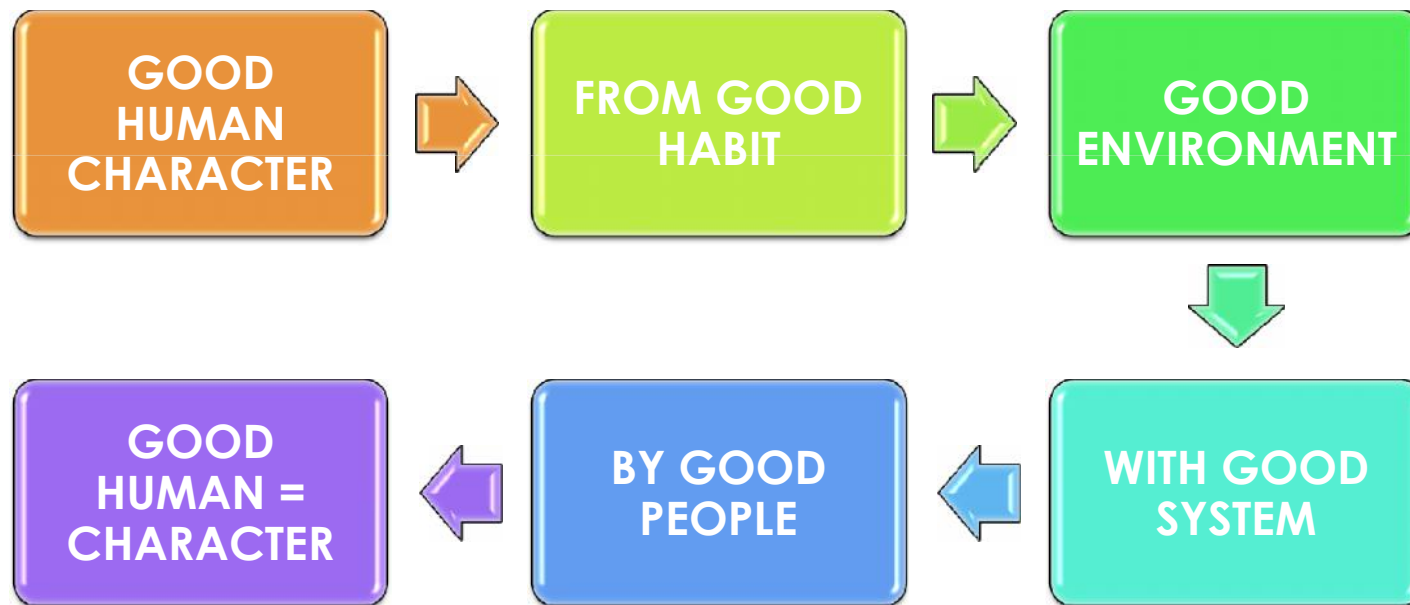 GOOD
HUMAN
CHARACTER
FROM GOOD
HABIT
GOOD
ENVIRONMENT
WITH GOOD
SYSTEM
BY GOOD
PEOPLE
GOOD
HUMAN =
CHARACTER